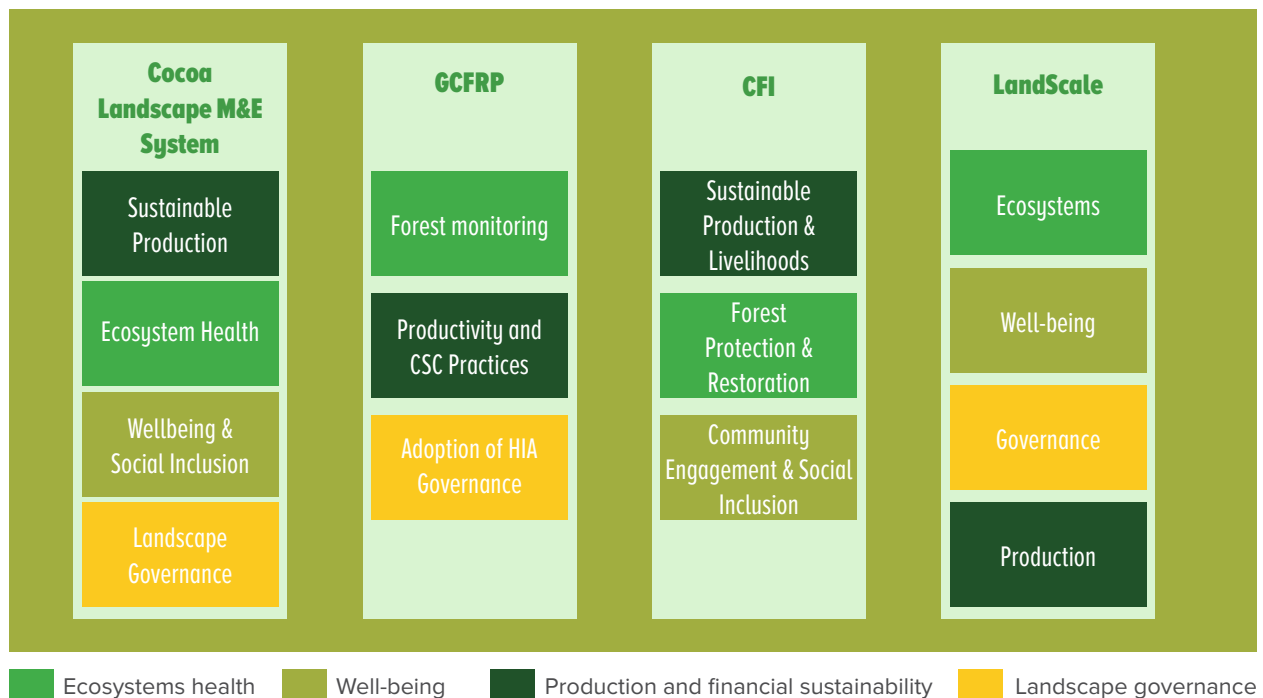 Cocoa
Landscape M&E
System
Sustainable
Production
Ecosystem Health
Wellbeing &
Social Inclusion
Landscape
Governance
GCFRP
Forest monitoring
Productivity and
CSC Practices
Adoption of HIA
Governance
CFI
Sustainable
Production &
Livelihoods
Forest
Protection &
Restoration
Community
Engagement & Social
Inclusion
LandScale
Ecosystems
Well-being
Governance
Production
Ecosystems health
Well-being
Production and financial sustainability
Landscape governance